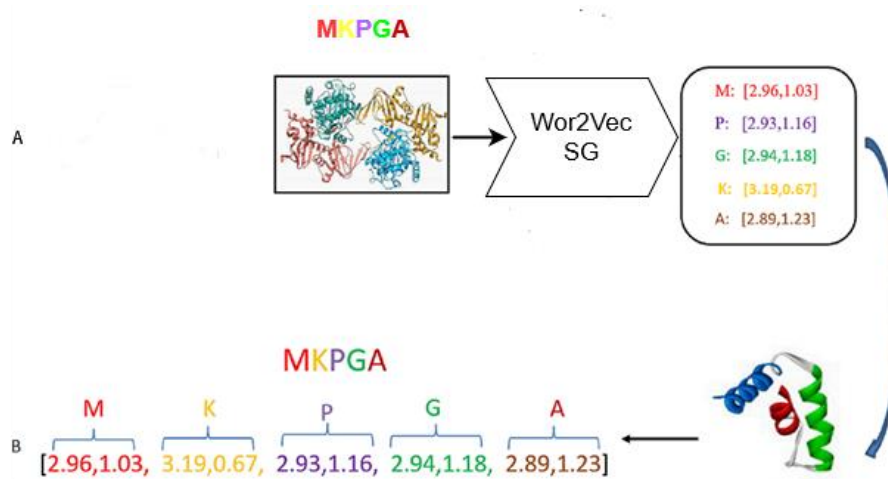 MKPGA
A
Wor2Vec
SG
M: [2.96,1.03]
P: [2.93,1.16]
G: [2.94,1.18]
K: [3.19,0.67]
A: [2.89,1.23]
MKPGA
M K P G A
B
[2.96,1.03, 3.19,0.67, 2.93,1.16, 2.94,1.18, 2.89,1.23]